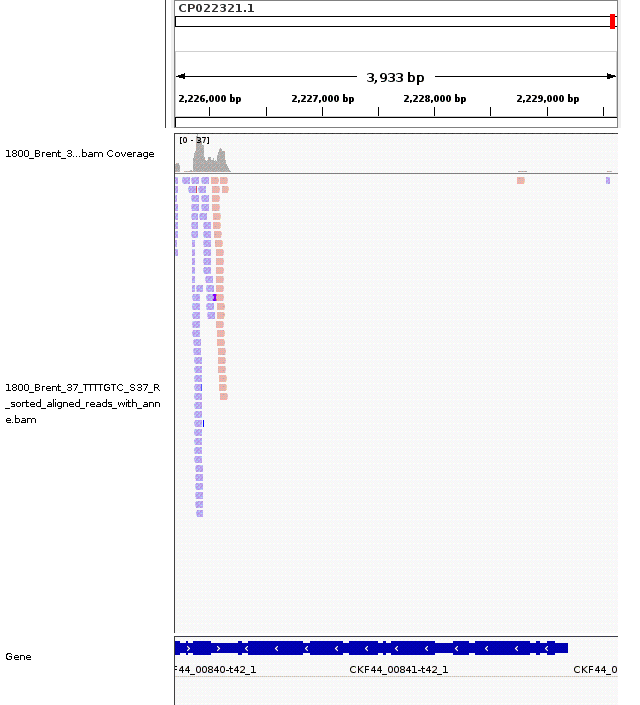 CP022321.1
3,933 bp
2,226,000 bp 2,227,000 bp 2,228,000 bp 2,229,000 bp
[0 - 37]
1800_Brent_3...bam Coverage
1800_Brent_37_TTTTGTC_S37_R
_sorted_aligned_reads_with_ann
e.bam
Gene
F44_00840-t42_1 CKF44_00841-t42_1 CKF44_0